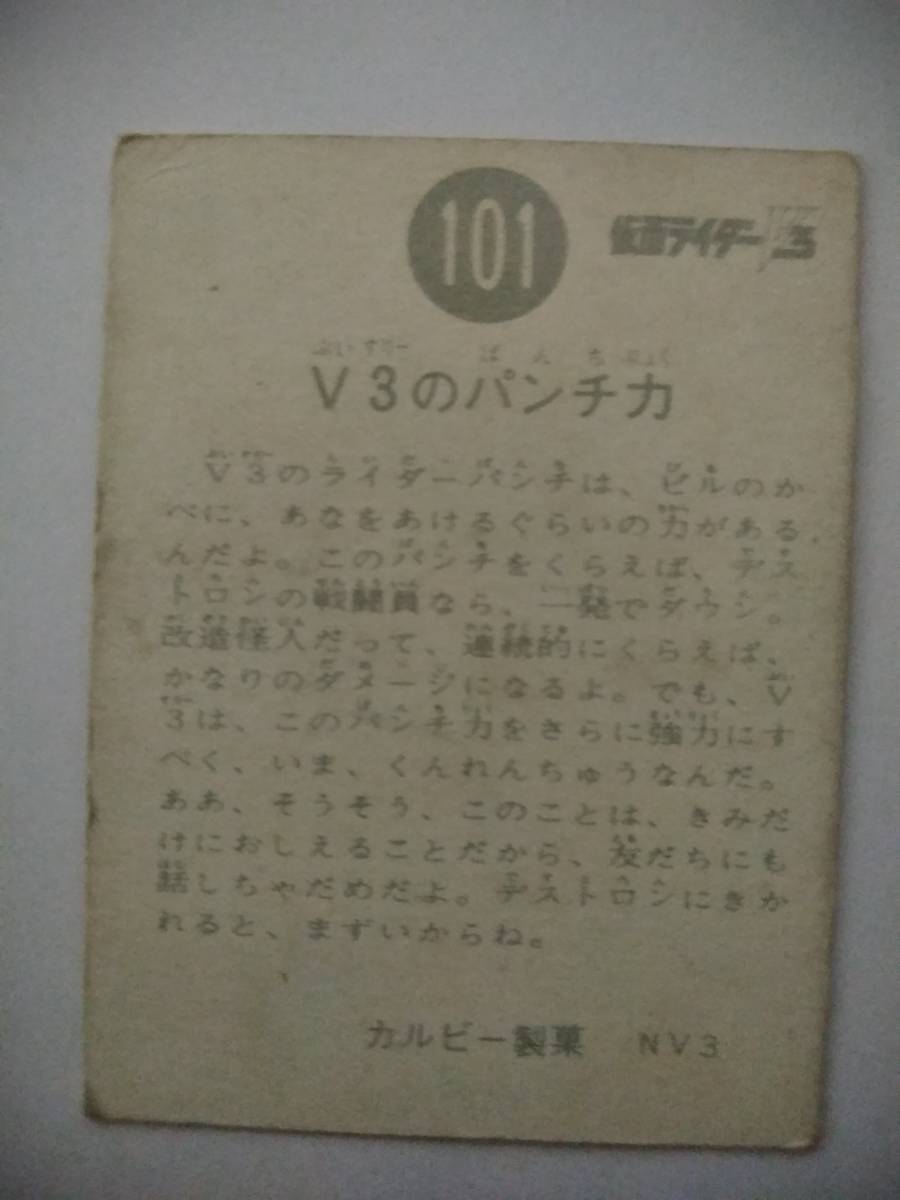 101
仮面ライダーV3
ぶいすりー ぱんちりょく
V3のパンチ力
V3のライダーパンチは、ビルのか
べに、あなをあけるぐらいの力がある
んだよ。このパンチをくらえば、デス
トロンの戦闘員なら、一発でダウン。
改造怪人だって、連続的にくらえば、
かなりのダメージになるよ。でも、V
3は、このパンチ力をさらに強力にす
べく、いま、くんれんちゅうなんだ。
ああ、そうそう、このことは、きみだ
けにおしえることだから、友だちにも
話しちゃだめだよ。デストロンにきか
れると、まずいからね。
カルビー製菓 NV3